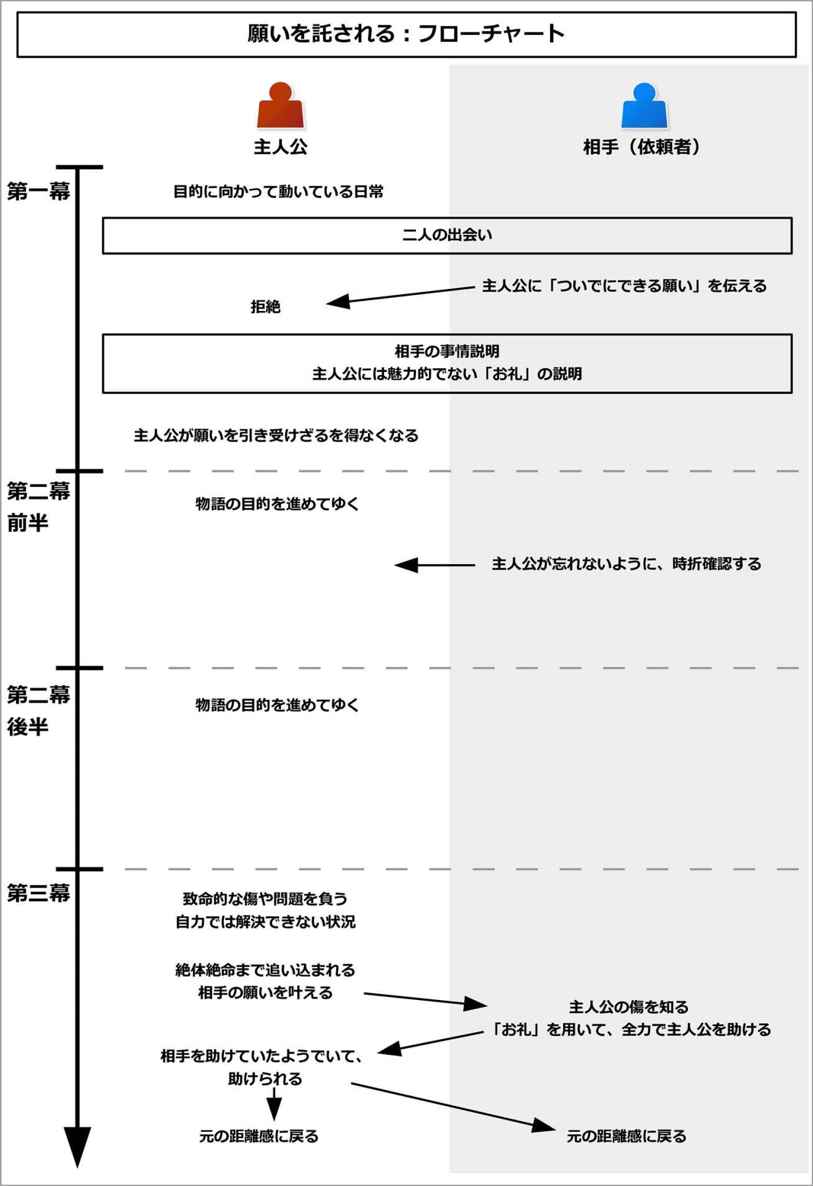 願いを託される：フローチャート
主人公
相手（依頼者）
第一幕
目的に向かって動いている日常
二人の出会い
主人公に「ついでにできる願い」を伝える
拒絶
相手の事情説明
主人公には魅力的でない「お礼」の説明
主人公が願いを引き受けざるを得なくなる
第二幕
前半
物語の目的を進めてゆく
主人公が忘れないように、時折確認する
第二幕
後半
物語の目的を進めてゆく
第三幕
致命的な傷や問題を負う
自力では解決できない状況
絶体絶命まで追い込まれる
相手の願いを叶える
主人公の傷を知る
「お礼」を用いて、全力で主人公を助ける
相手を助けていたようでいて、
助けられる
元の距離感に戻る
元の距離感に戻る